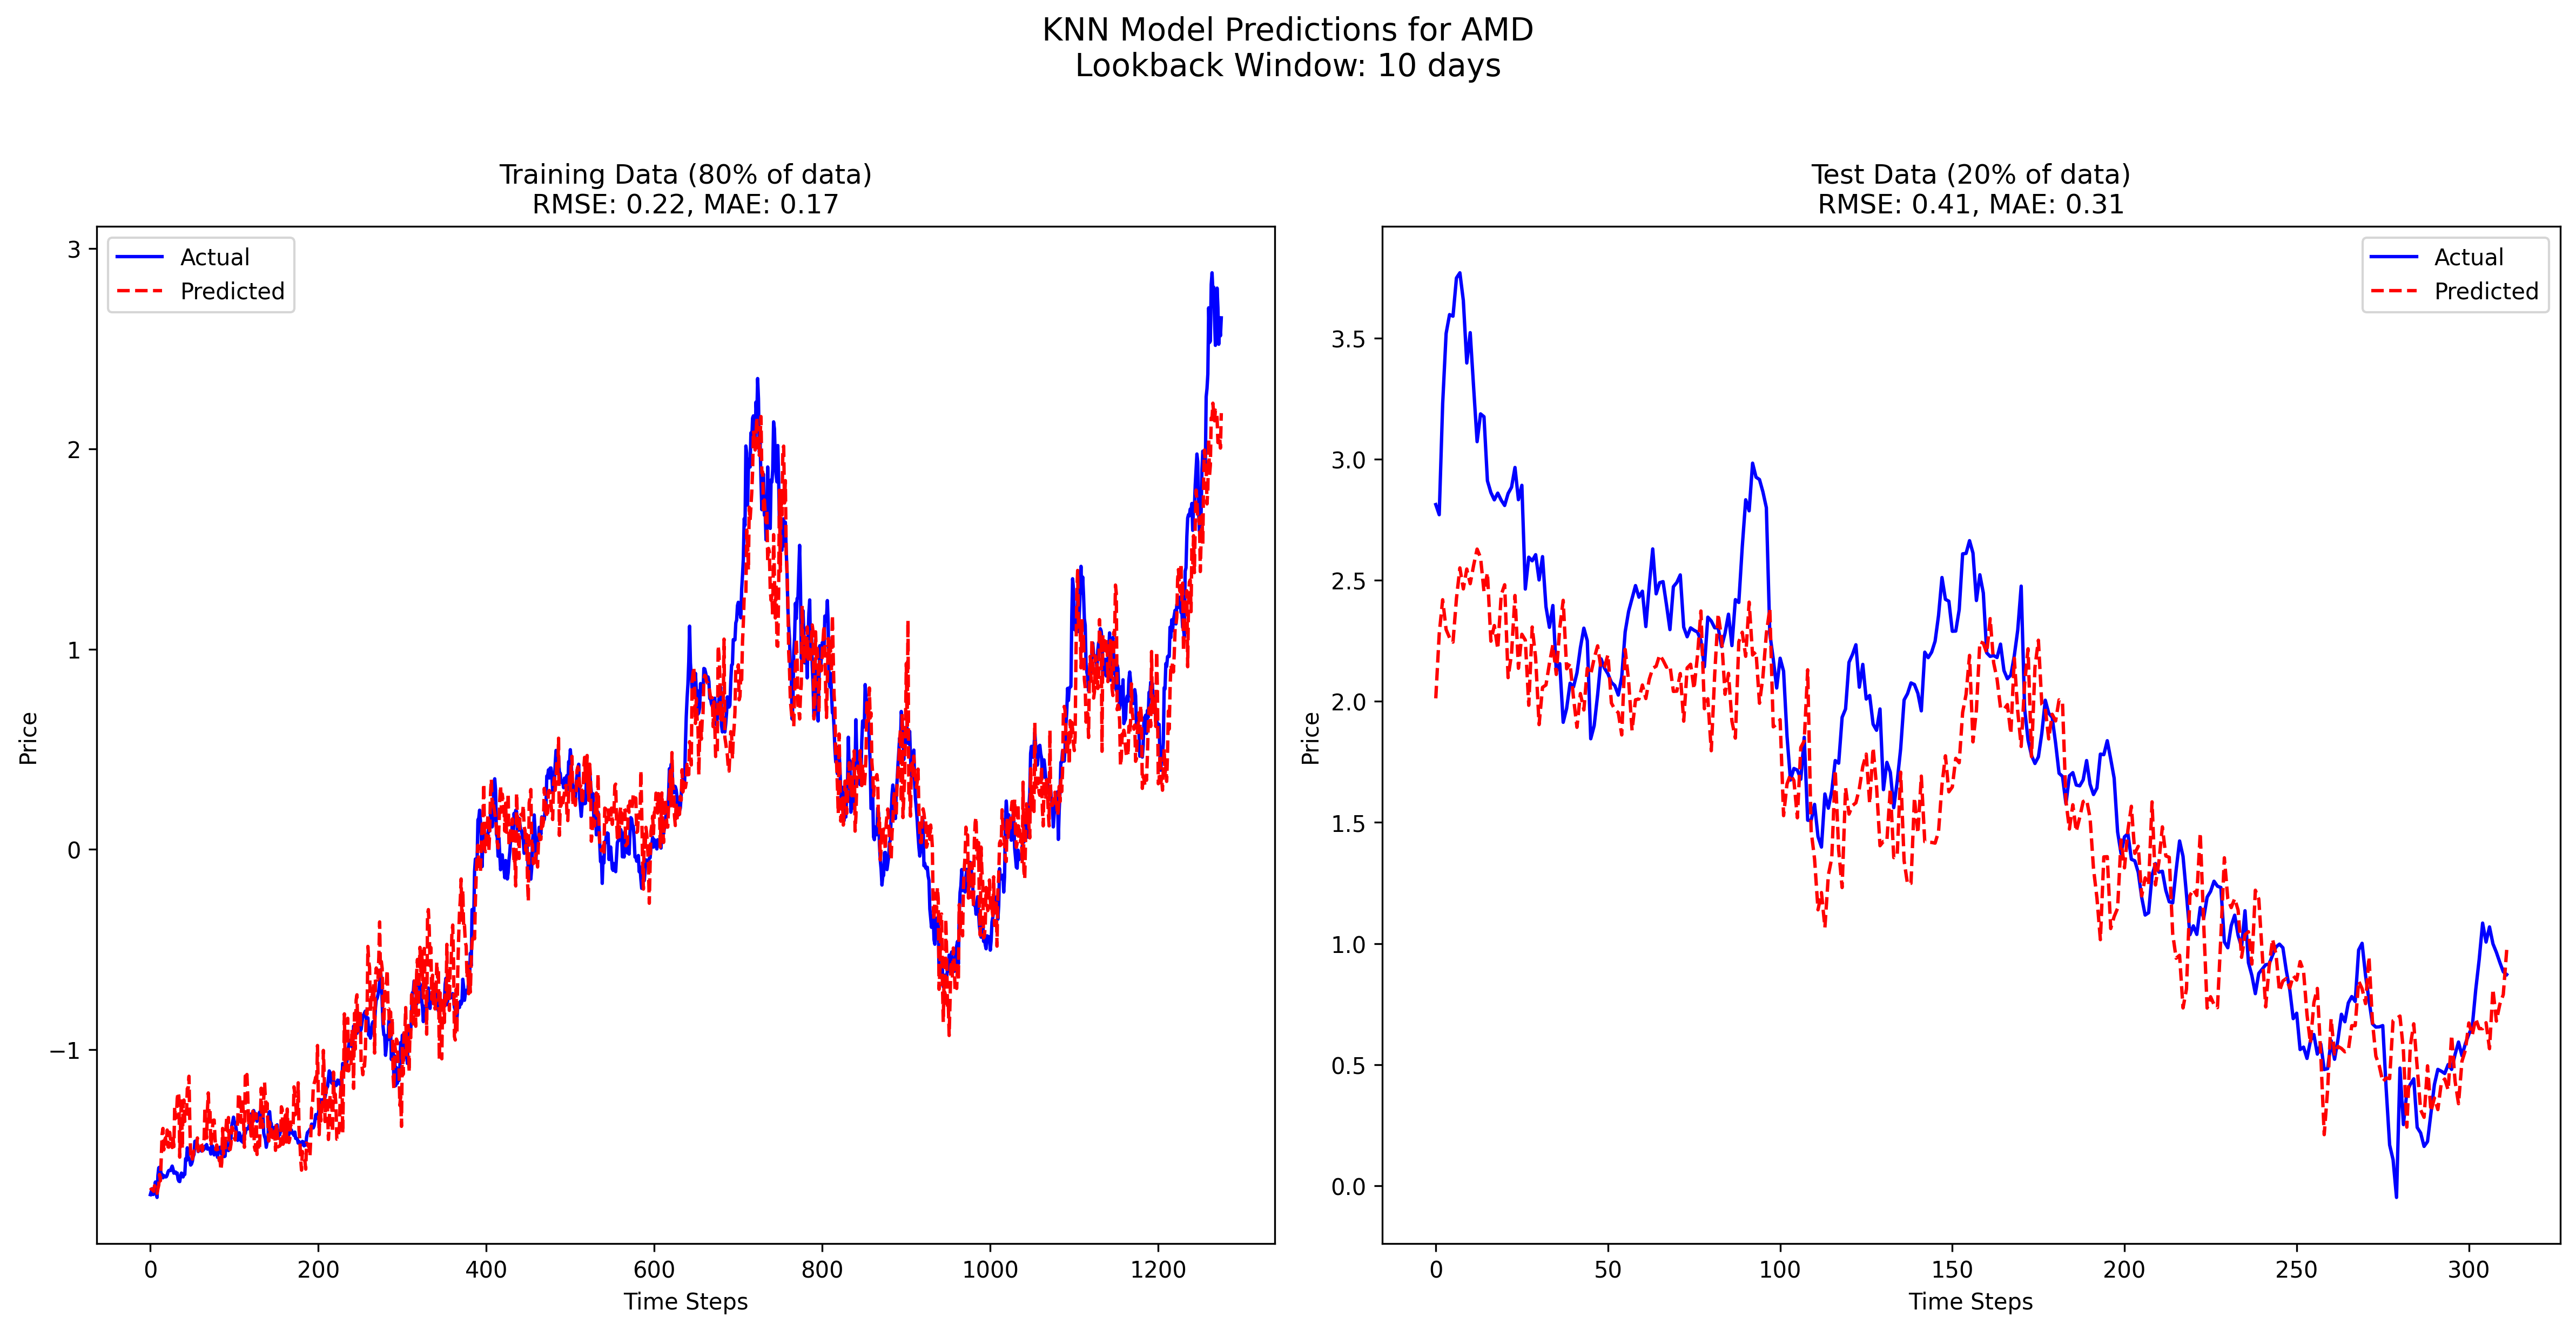 KNN Model Predictions for AMD
Lookback Window: 10 days
Training Data (80% of data)
RMSE: 0.22, MAE: 0.17
Actual
Predicted
3
2
1
0
−1
Price
0
200
400
600
800
1000
1200
Time Steps
Test Data (20% of data)
RMSE: 0.41, MAE: 0.31
Actual
Predicted
3.5
3.0
2.5
2.0
1.5
1.0
0.5
0.0
Price
0
50
100
150
200
250
300
Time Steps